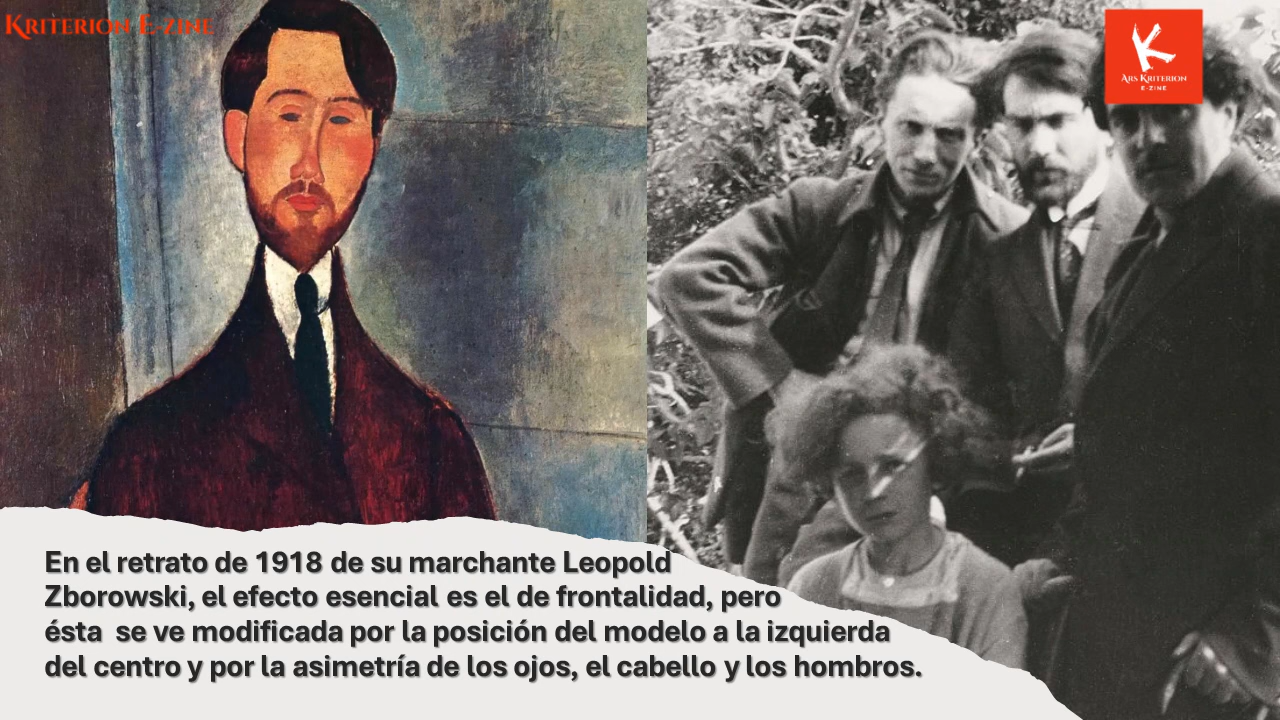 KRITERION E-ZINE
K
ARS KRITERION
E-ZINE
En el retrato de 1918 de su marchante Leopold
Zborowski, el efecto esencial es el de frontalidad, pero
ésta  se ve modificada por la posición del modelo a la izquierda
del centro y por la asimetría de los ojos, el cabello y los hombros.